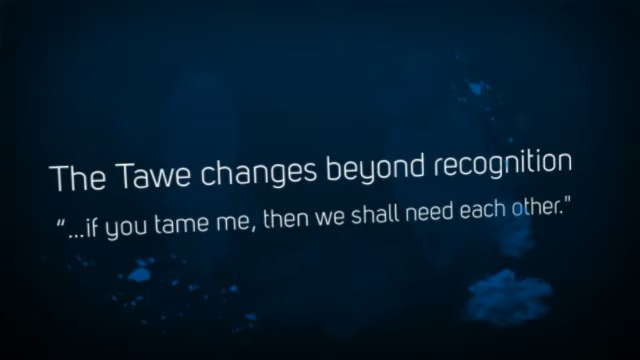 The Tawe changes beyond recognition
“...if you tame me, then we shall need each other."